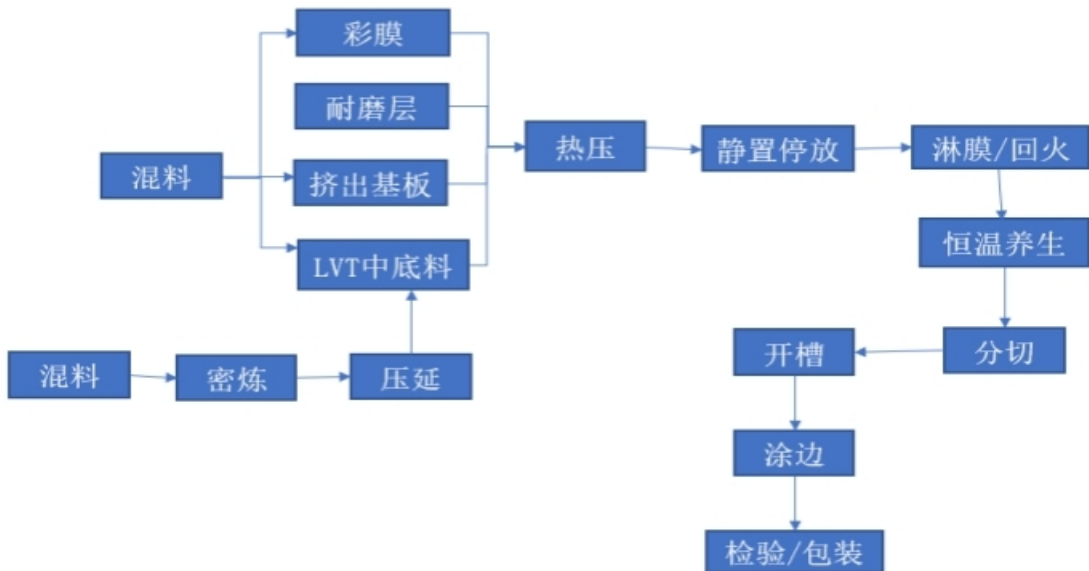 彩膜
耐磨层
混料
挤出基板
LVT中底料
热压
静置停放
淋膜/回火
恒温养生
混料
密炼
压延
开槽
分切
涂边
检验/包装